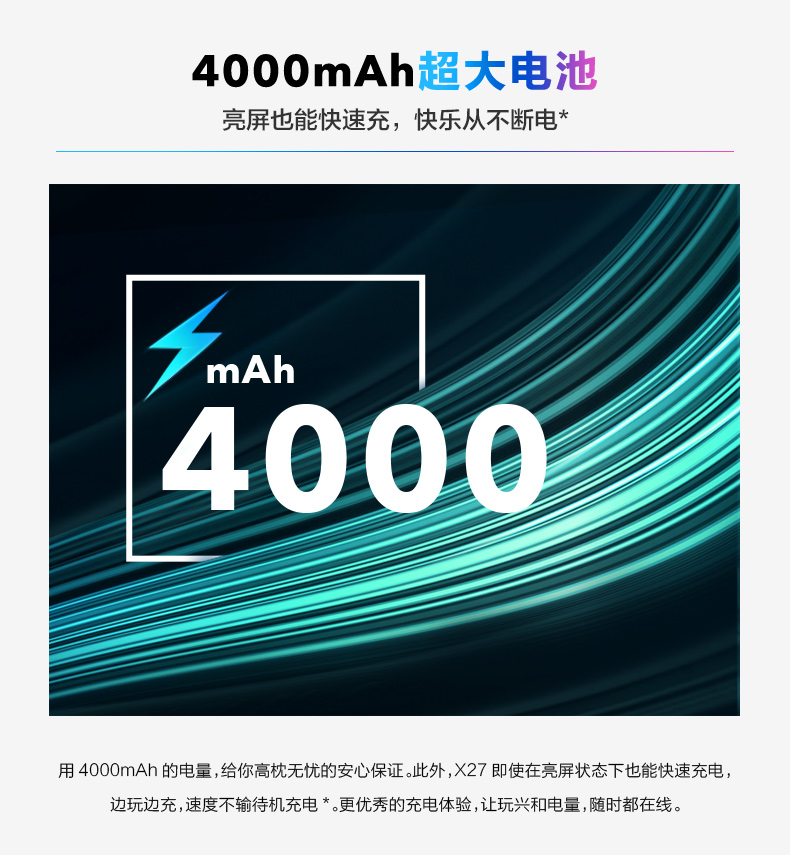 4000mAh超大电池
亮屏也能快速充，快乐从不断电*
mAh
4000
用 4000mAh 的电量，给你高枕无忧的安心保证。此外，X27 即使在亮屏状态下也能快速充电，
边玩边充，速度不输待机充电 *。更优秀的充电体验，让玩兴和电量，随时都在线。